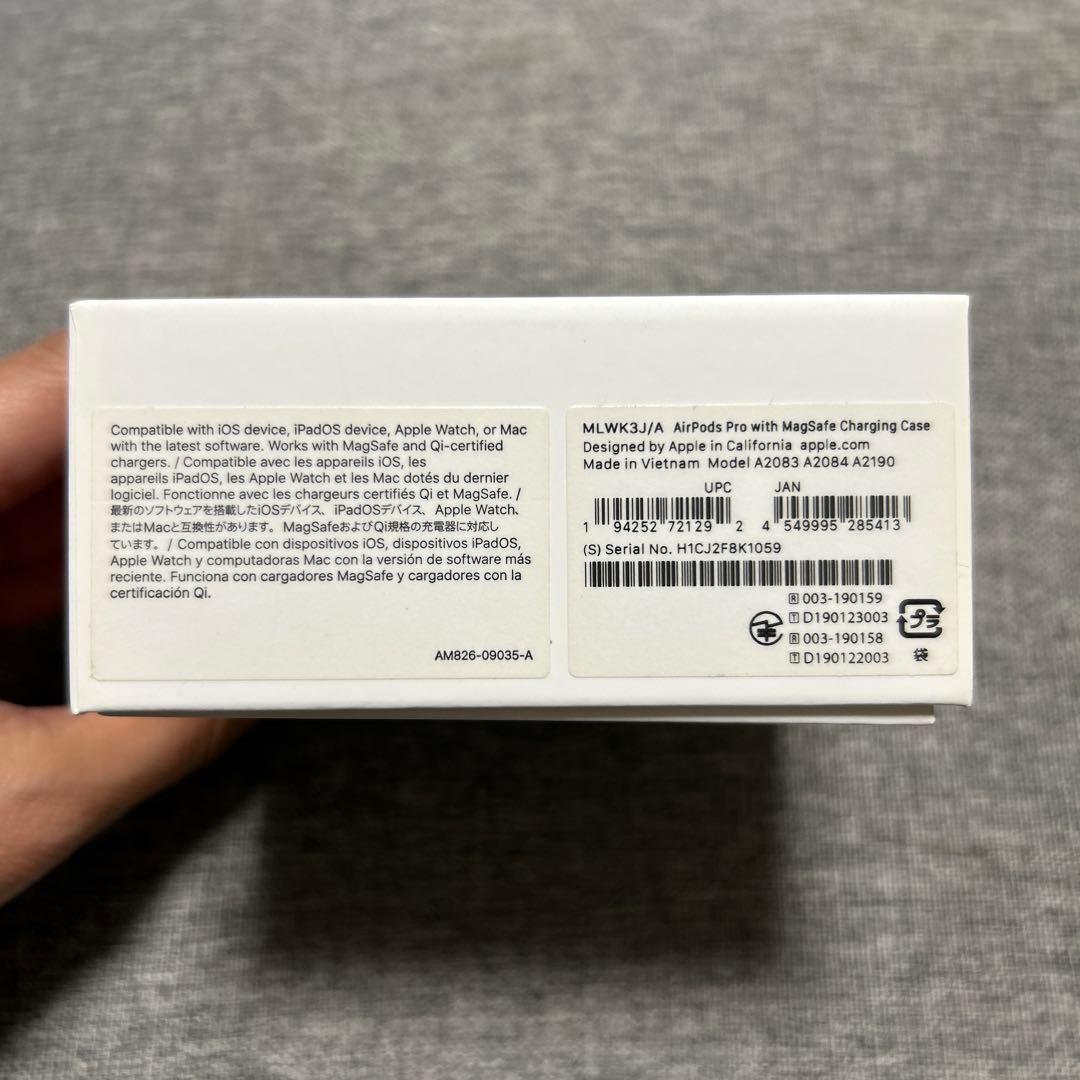 Compatible with iOS device, iPadOS device, Apple Watch, or Mac
with the latest software. Works with MagSafe and Qi-certified
chargers. / Compatible avec les appareils iOS, les
appareils iPadOS, les Apple Watch et les Mac dotés du dernier
logiciel. Fonctionne avec les chargeurs certifiés Qi et MagSafe. /
最新のソフトウェアを搭載したiOSデバイス、iPadOSデバイス、Apple Watch、
またはMacと互換性があります。MagSafeおよびQi規格の充電器に対応し
ています。/ Compatible con dispositivos iOS, dispositivos iPadOS,
Apple Watch y computadoras Mac con la versión de software más
reciente. Funciona con cargadores MagSafe y cargadores con la
certificación Qi.
AM826-09035-A
MLWK3J/A AirPods Pro with MagSafe Charging Case
Designed by Apple in California apple.com
Made in Vietnam Model A2083 A2084 A2190
UPC JAN
1 94252 72129 2 4 549995 285413
(S) Serial No. H1CJ2F8K1059
R 003-190159
T D190123003
R 003-190158
T D190122003
プラ
袋